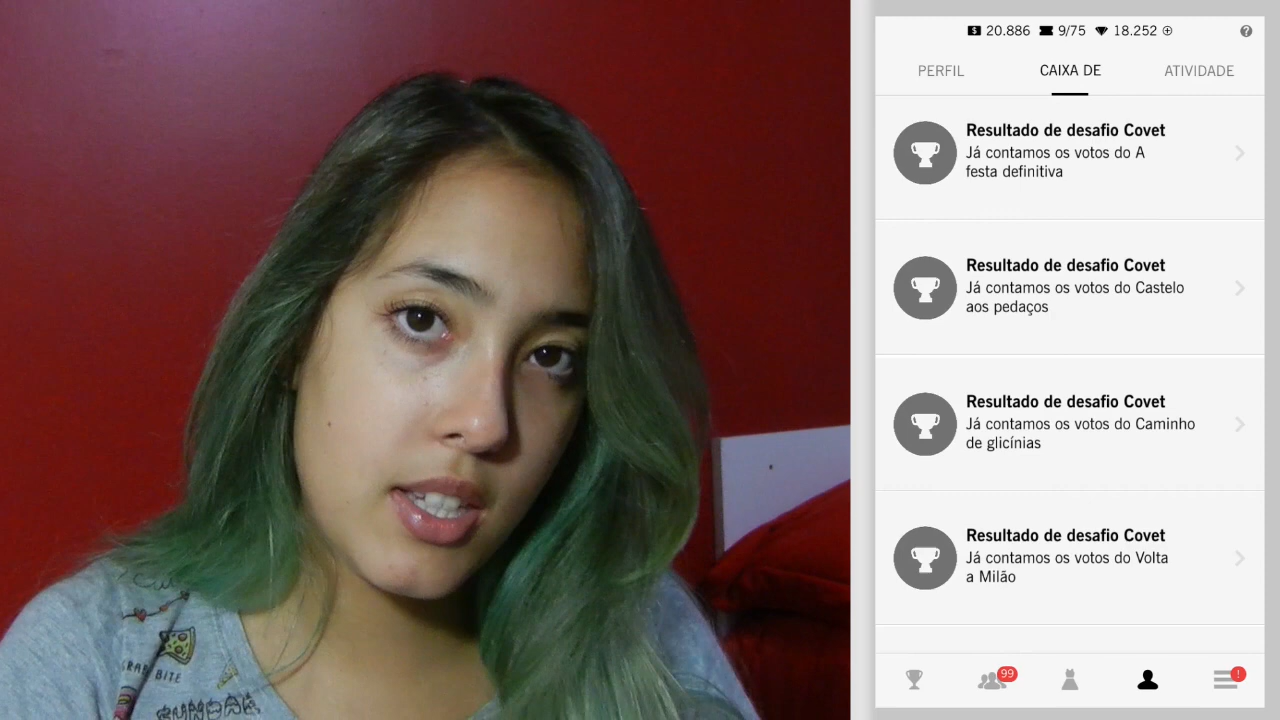 20.886 9/75 18.252
PERFIL CAIXA DE ATIVIDADE
Resultado de desafio Covet
Já contamos os votos do A
festa definitiva
Resultado de desafio Covet
Já contamos os votos do Castelo
aos pedaços
Resultado de desafio Covet
Já contamos os votos do Caminho
de glicínias
Resultado de desafio Covet
Já contamos os votos do Volta
a Milão
99 !
BITE
SUNDAE